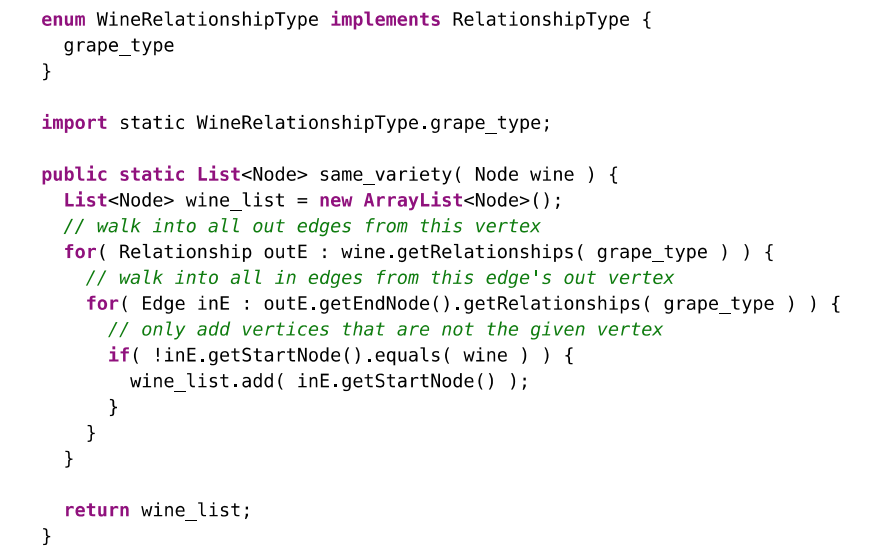 enum WineRelationshipType implements RelationshipType {
  grape_type
}

import static WineRelationshipType.grape_type;

public static List<Node> same_variety( Node wine ) {
  List<Node> wine_list = new ArrayList<Node>();
  // walk into all out edges from this vertex
  for( Relationship outE : wine.getRelationships( grape_type ) ) {
    // walk into all in edges from this edge's out vertex
    for( Edge inE : outE.getEndNode().getRelationships( grape_type ) ) {
      // only add vertices that are not the given vertex
      if( !inE.getStartNode().equals( wine ) ) {
        wine_list.add( inE.getStartNode() );
      }
    }
  }

  return wine_list;
}